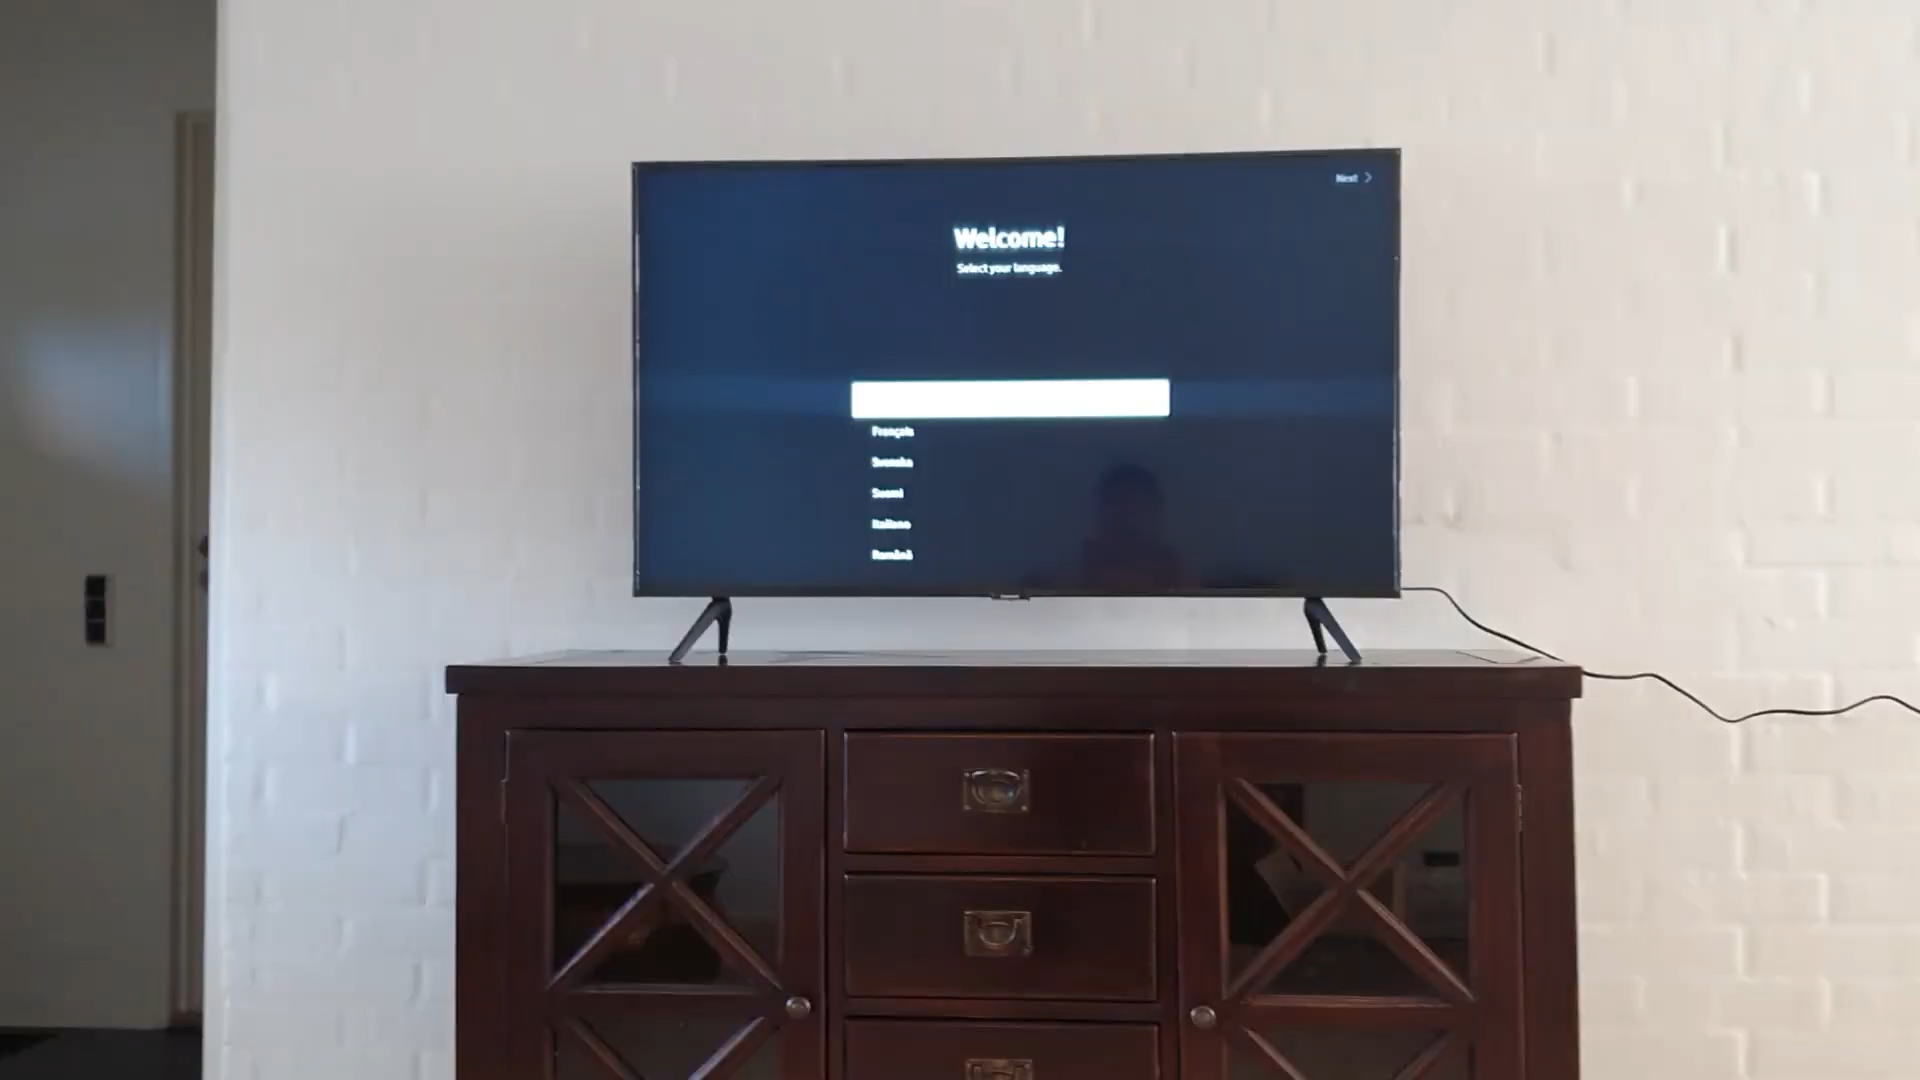 Next
Welcome!
Select your language.
Français
Svenska
Suomi
Italiano
Română